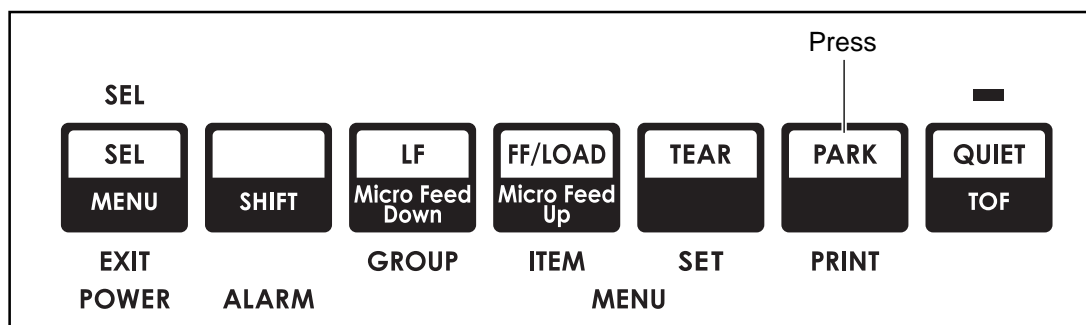 Press
SEL
SEL LF FF/LOAD TEAR PARK QUIET
MENU SHIFT Micro Feed Down Micro Feed Up TOF
EXIT GROUP ITEM SET PRINT
POWER ALARM MENU